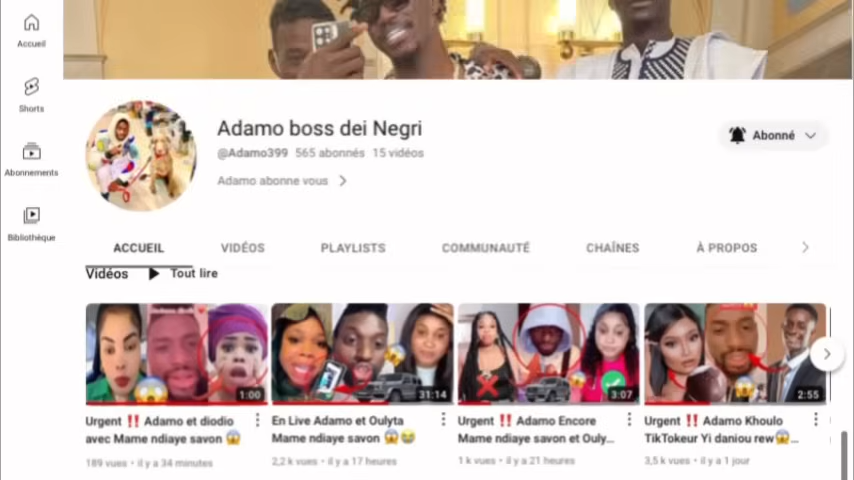 Accueil
Shorts
Abonnements
Bibliothèque
Adamo boss dei Negri
@Adamo399 565 abonnés 15 vidéos
Adamo abonne vous
Abonné
ACCUEIL VIDÉOS PLAYLISTS COMMUNAUTÉ CHAÎNES À PROPOS
Vidéos Tout lire
1:00
31:14
3:07
2:55
Urgent ‼️ Adamo et diodio
avec Mame ndiaye savon 😱
189 vues • il y a 34 minutes
En Live Adamo et Oulyta
Mame ndiaye savon 😱😂
2,2 k vues • il y a 17 heures
Urgent ‼️ Adamo Encore
Mame ndiaye savon et Ouly...
1 k vues • il y a 21 heures
Urgent ‼️ Adamo Khoulo
TikTokeur Yi daniou rew😱...
3,5 k vues • il y a 1 jour